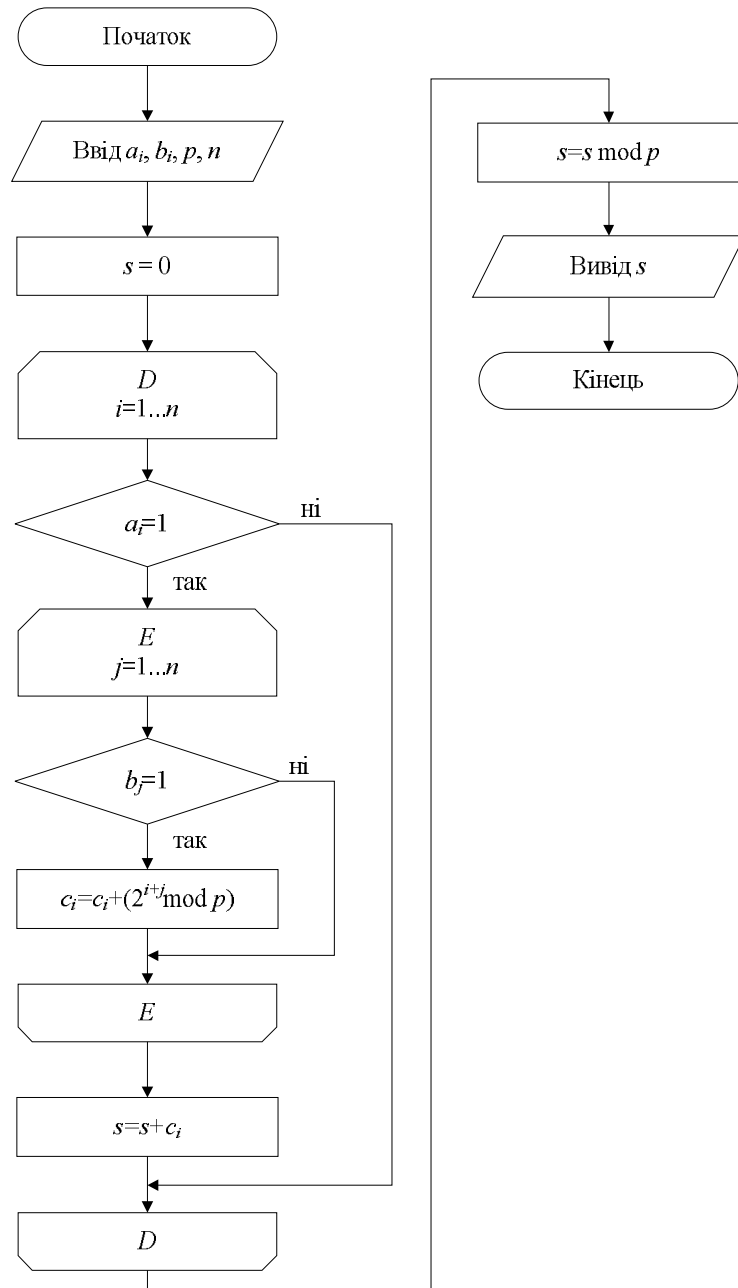 Початок
Ввід aᵢ, bᵢ, p, n
s = 0
D
i=1...n
aᵢ=1
ні
так
E
j=1...n
bⱼ=1
ні
так
cᵢ=cᵢ+(2ⁱ⁺ʲmod p)
E
s=s+cᵢ
D
s=s mod p
Вивід s
Кінець